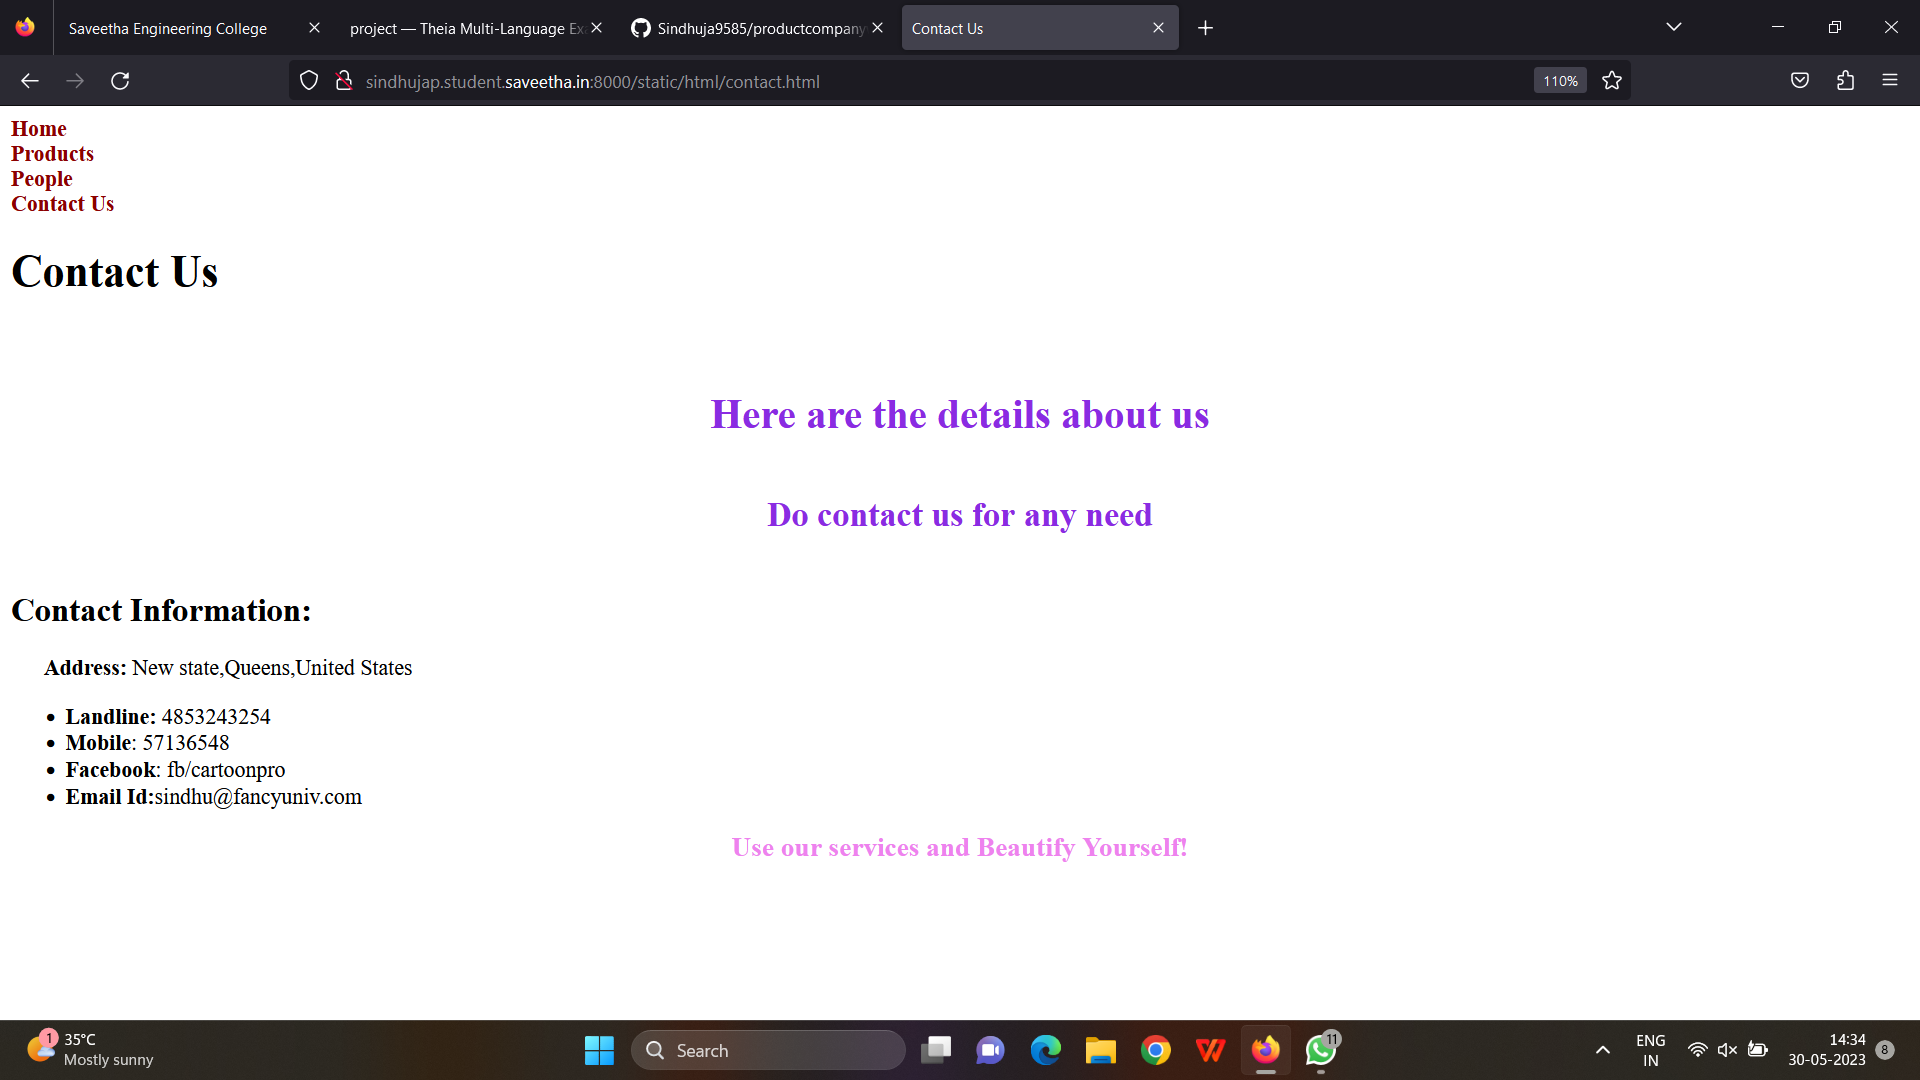 Saveetha Engineering College
project — Theia Multi-Language Ex
Sindhuja9585/productcompany
Contact Us
sindhujap.student.saveetha.in:8000/static/html/contact.html
110%
Home
Products
People
Contact Us
Contact Us
Here are the details about us
Do contact us for any need
Contact Information:
Address: New state,Queens,United States
• Landline: 4853243254
• Mobile: 57136548
• Facebook: fb/cartoonpro
• Email Id:sindhu@fancyuniv.com
Use our services and Beautify Yourself!
1
35°C
Mostly sunny
Search
11
ENG
IN
14:34
30-05-2023
8